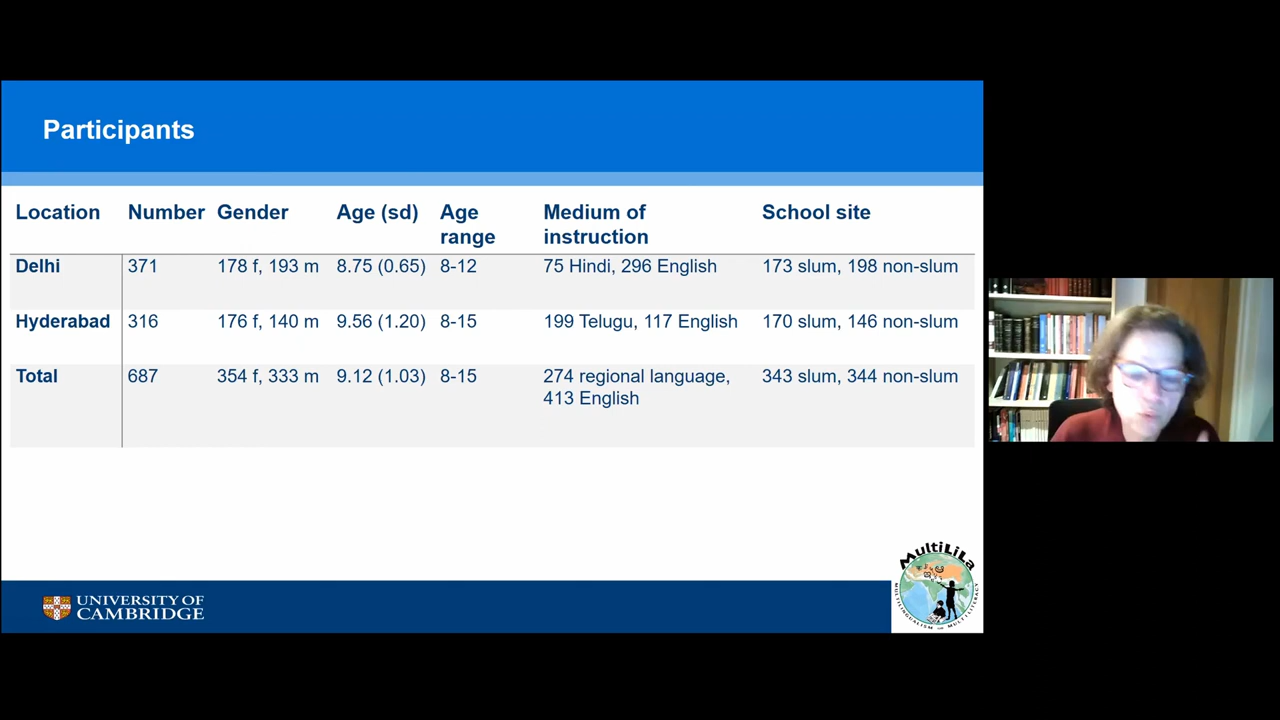 Participants
Location Number Gender Age (sd) Age range Medium of instruction School site
Delhi 371 178 f, 193 m 8.75 (0.65) 8-12 75 Hindi, 296 English 173 slum, 198 non-slum
Hyderabad 316 176 f, 140 m 9.56 (1.20) 8-15 199 Telugu, 117 English 170 slum, 146 non-slum
Total 687 354 f, 333 m 9.12 (1.03) 8-15 274 regional language, 413 English 343 slum, 344 non-slum
MultiLiLa
MULTILINGUALISM MULTILITERACY
UNIVERSITY OF
CAMBRIDGE